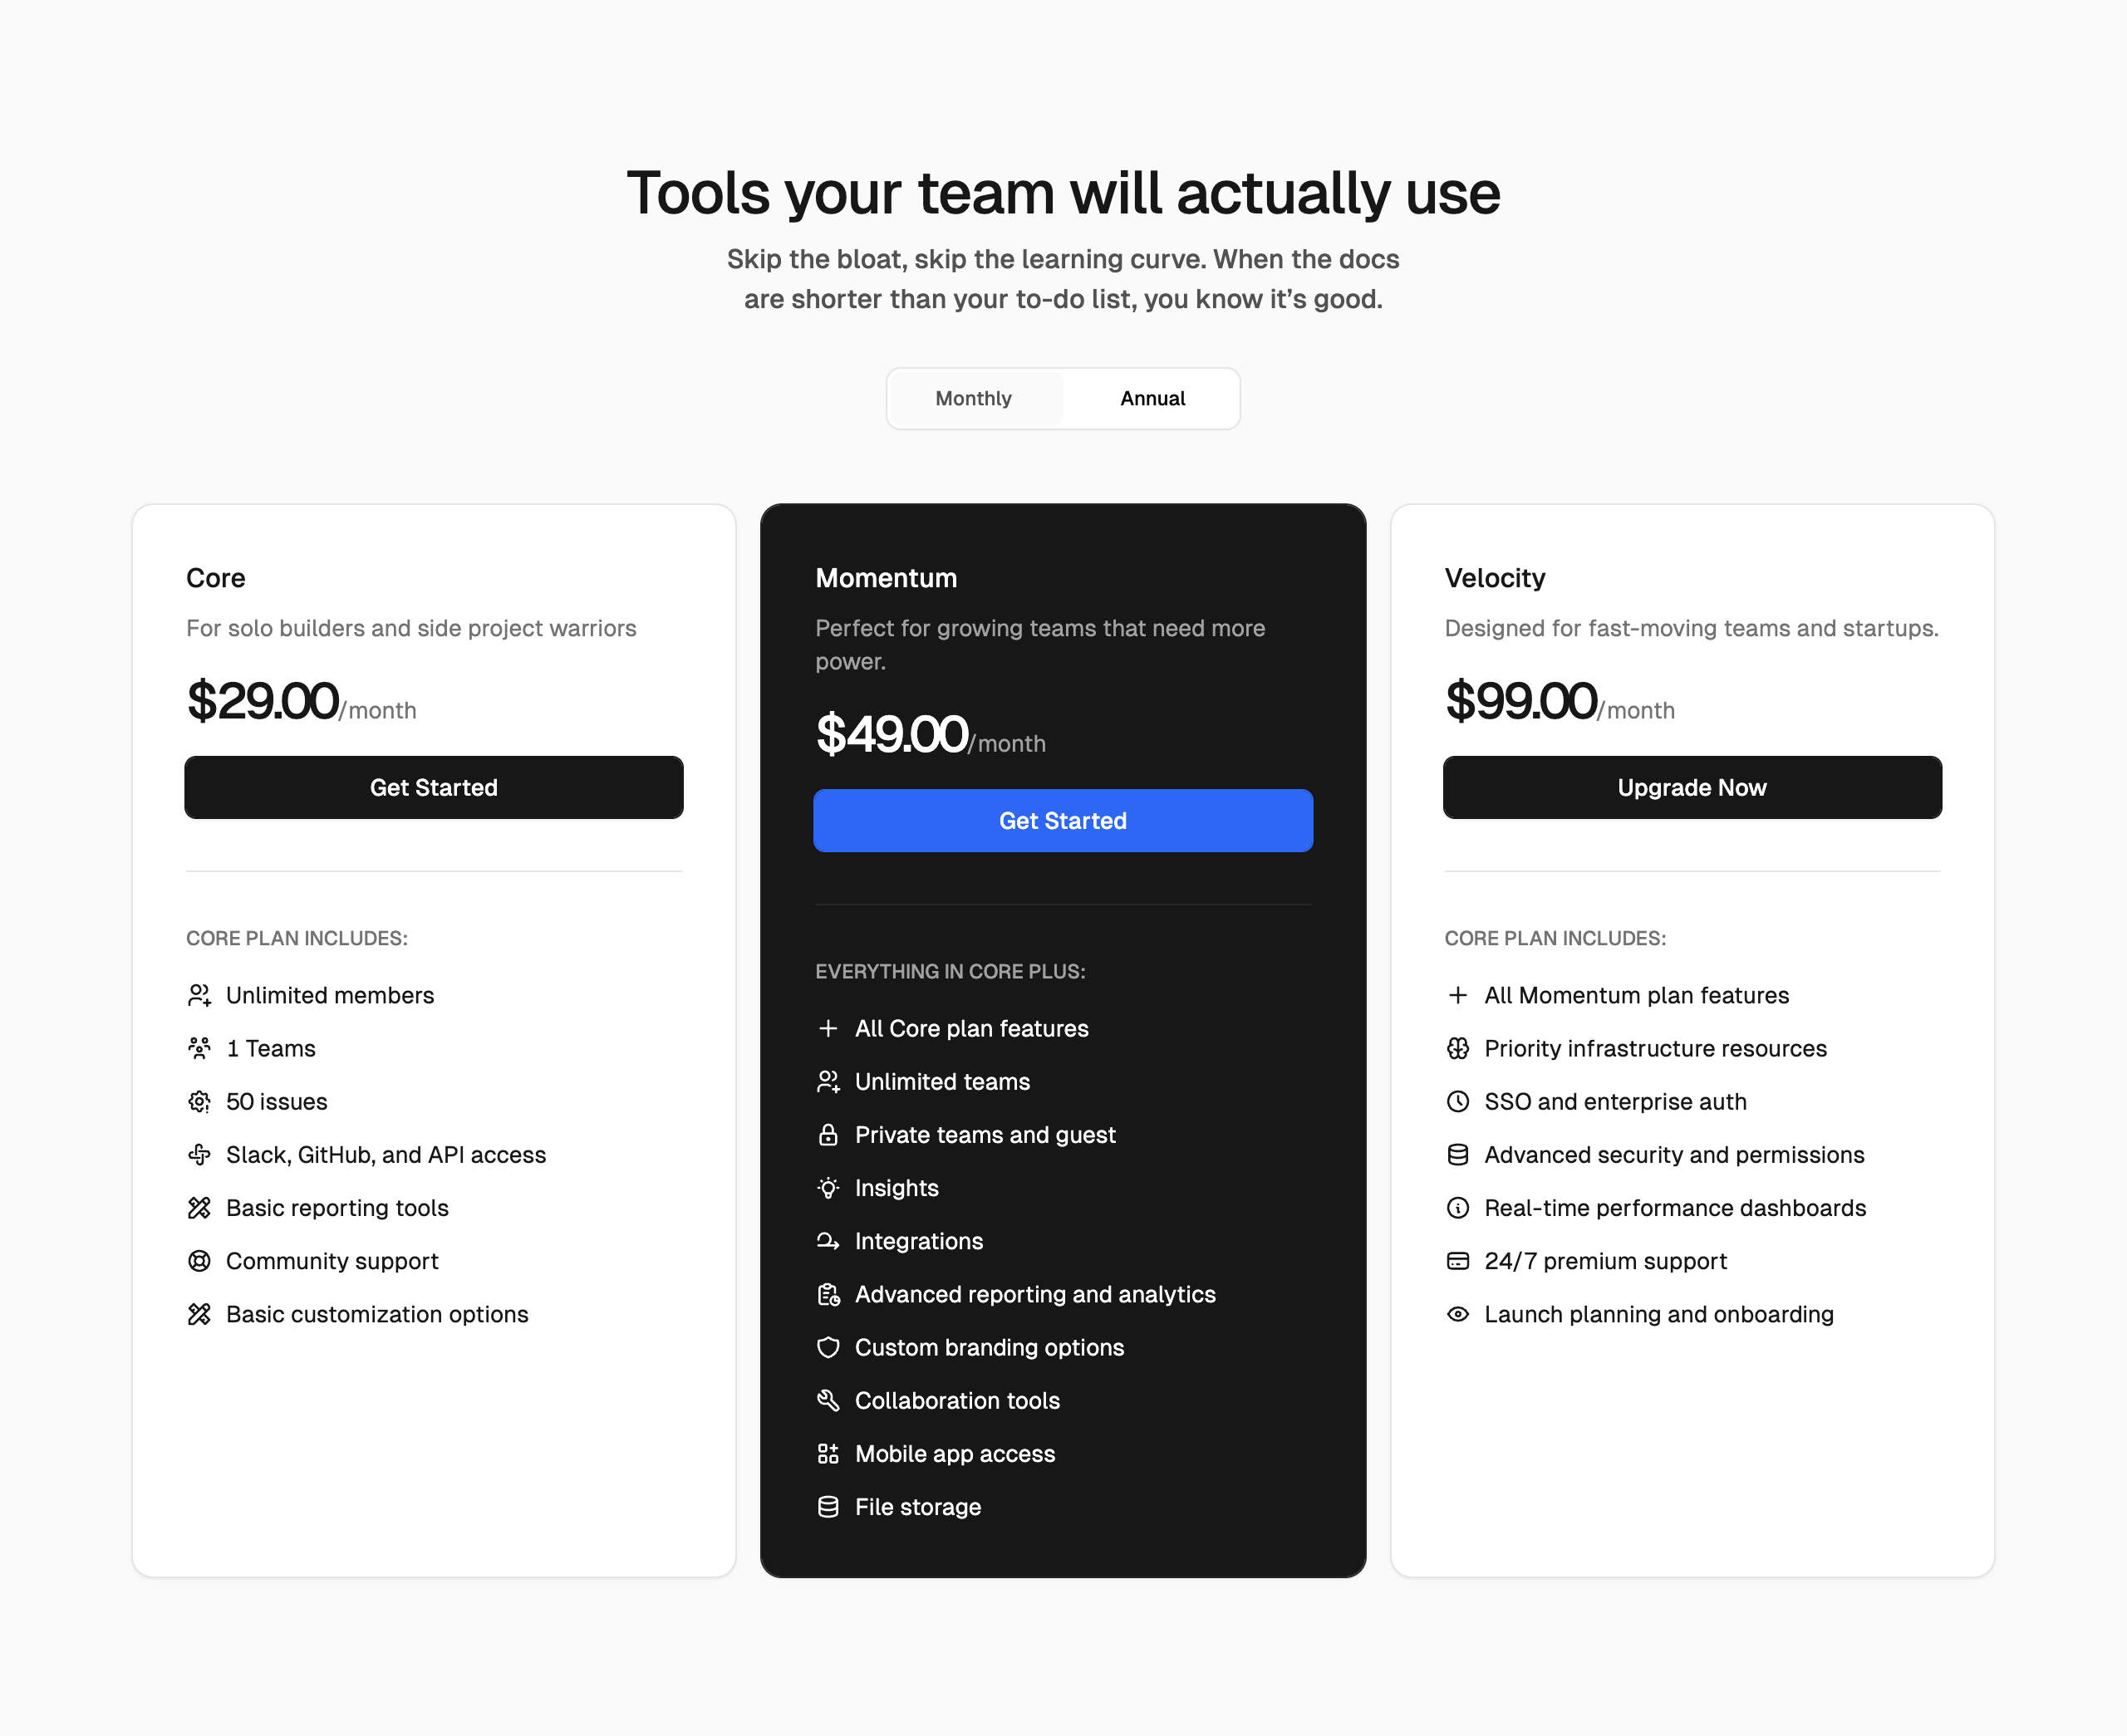 Tools your team will actually use
Skip the bloat, skip the learning curve. When the docs
are shorter than your to-do list, you know it’s good.
Monthly
Annual
Core
For solo builders and side project warriors
$29.00/month
Get Started
CORE PLAN INCLUDES:
Unlimited members
1 Teams
50 issues
Slack, GitHub, and API access
Basic reporting tools
Community support
Basic customization options
Momentum
Perfect for growing teams that need more
power.
$49.00/month
Get Started
EVERYTHING IN CORE PLUS:
All Core plan features
Unlimited teams
Private teams and guest
Insights
Integrations
Advanced reporting and analytics
Custom branding options
Collaboration tools
Mobile app access
File storage
Velocity
Designed for fast-moving teams and startups.
$99.00/month
Upgrade Now
CORE PLAN INCLUDES:
All Momentum plan features
Priority infrastructure resources
SSO and enterprise auth
Advanced security and permissions
Real-time performance dashboards
24/7 premium support
Launch planning and onboarding